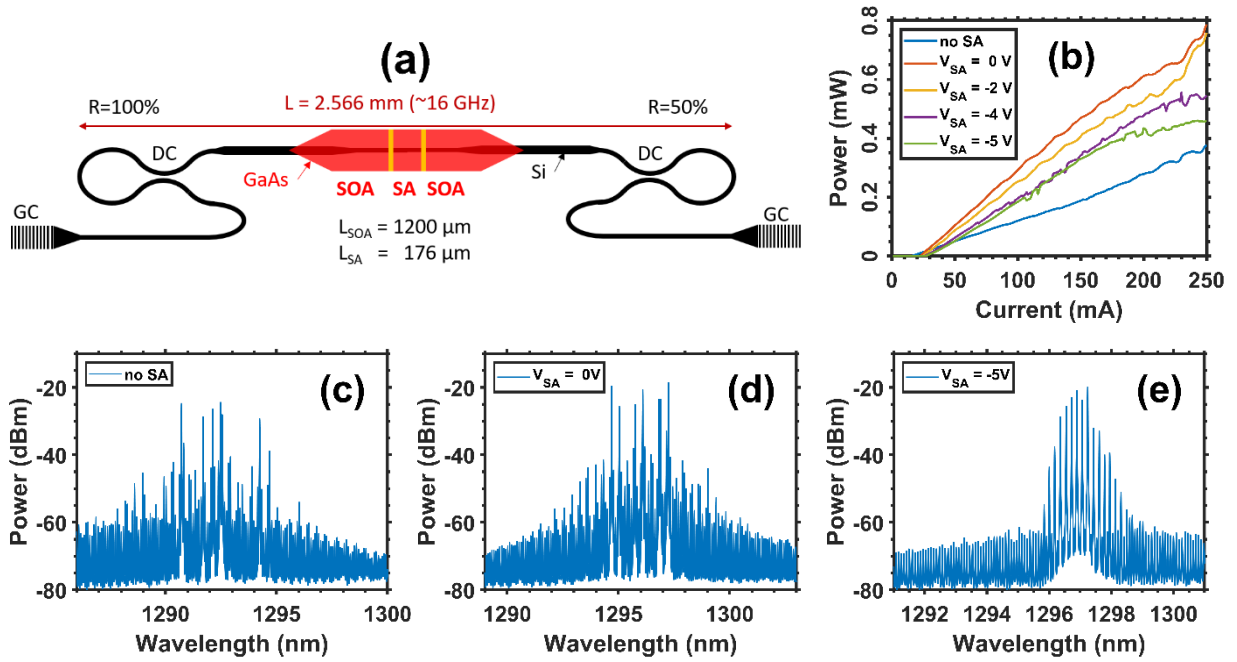 (a)
L = 2.566 mm (~16 GHz)
R=100%
R=50%
DC
DC
GaAs
Si
SOA SA SOA
GC
GC
L_SOA = 1200 µm
L_SA = 176 µm
(b)
no SA
V_SA = 0 V
V_SA = -2 V
V_SA = -4 V
V_SA = -5 V
Power (mW)
0.8
0.6
0.4
0.2
0
0 50 100 150 200 250
Current (mA)
(c)
no SA
Power (dBm)
-20
-40
-60
-80
1290 1295 1300
Wavelength (nm)
(d)
V_SA = 0V
Power (dBm)
-20
-40
-60
-80
1290 1295 1300
Wavelength (nm)
(e)
V_SA = -5V
Power (dBm)
-20
-40
-60
-80
1292 1294 1296 1298 1300
Wavelength (nm)